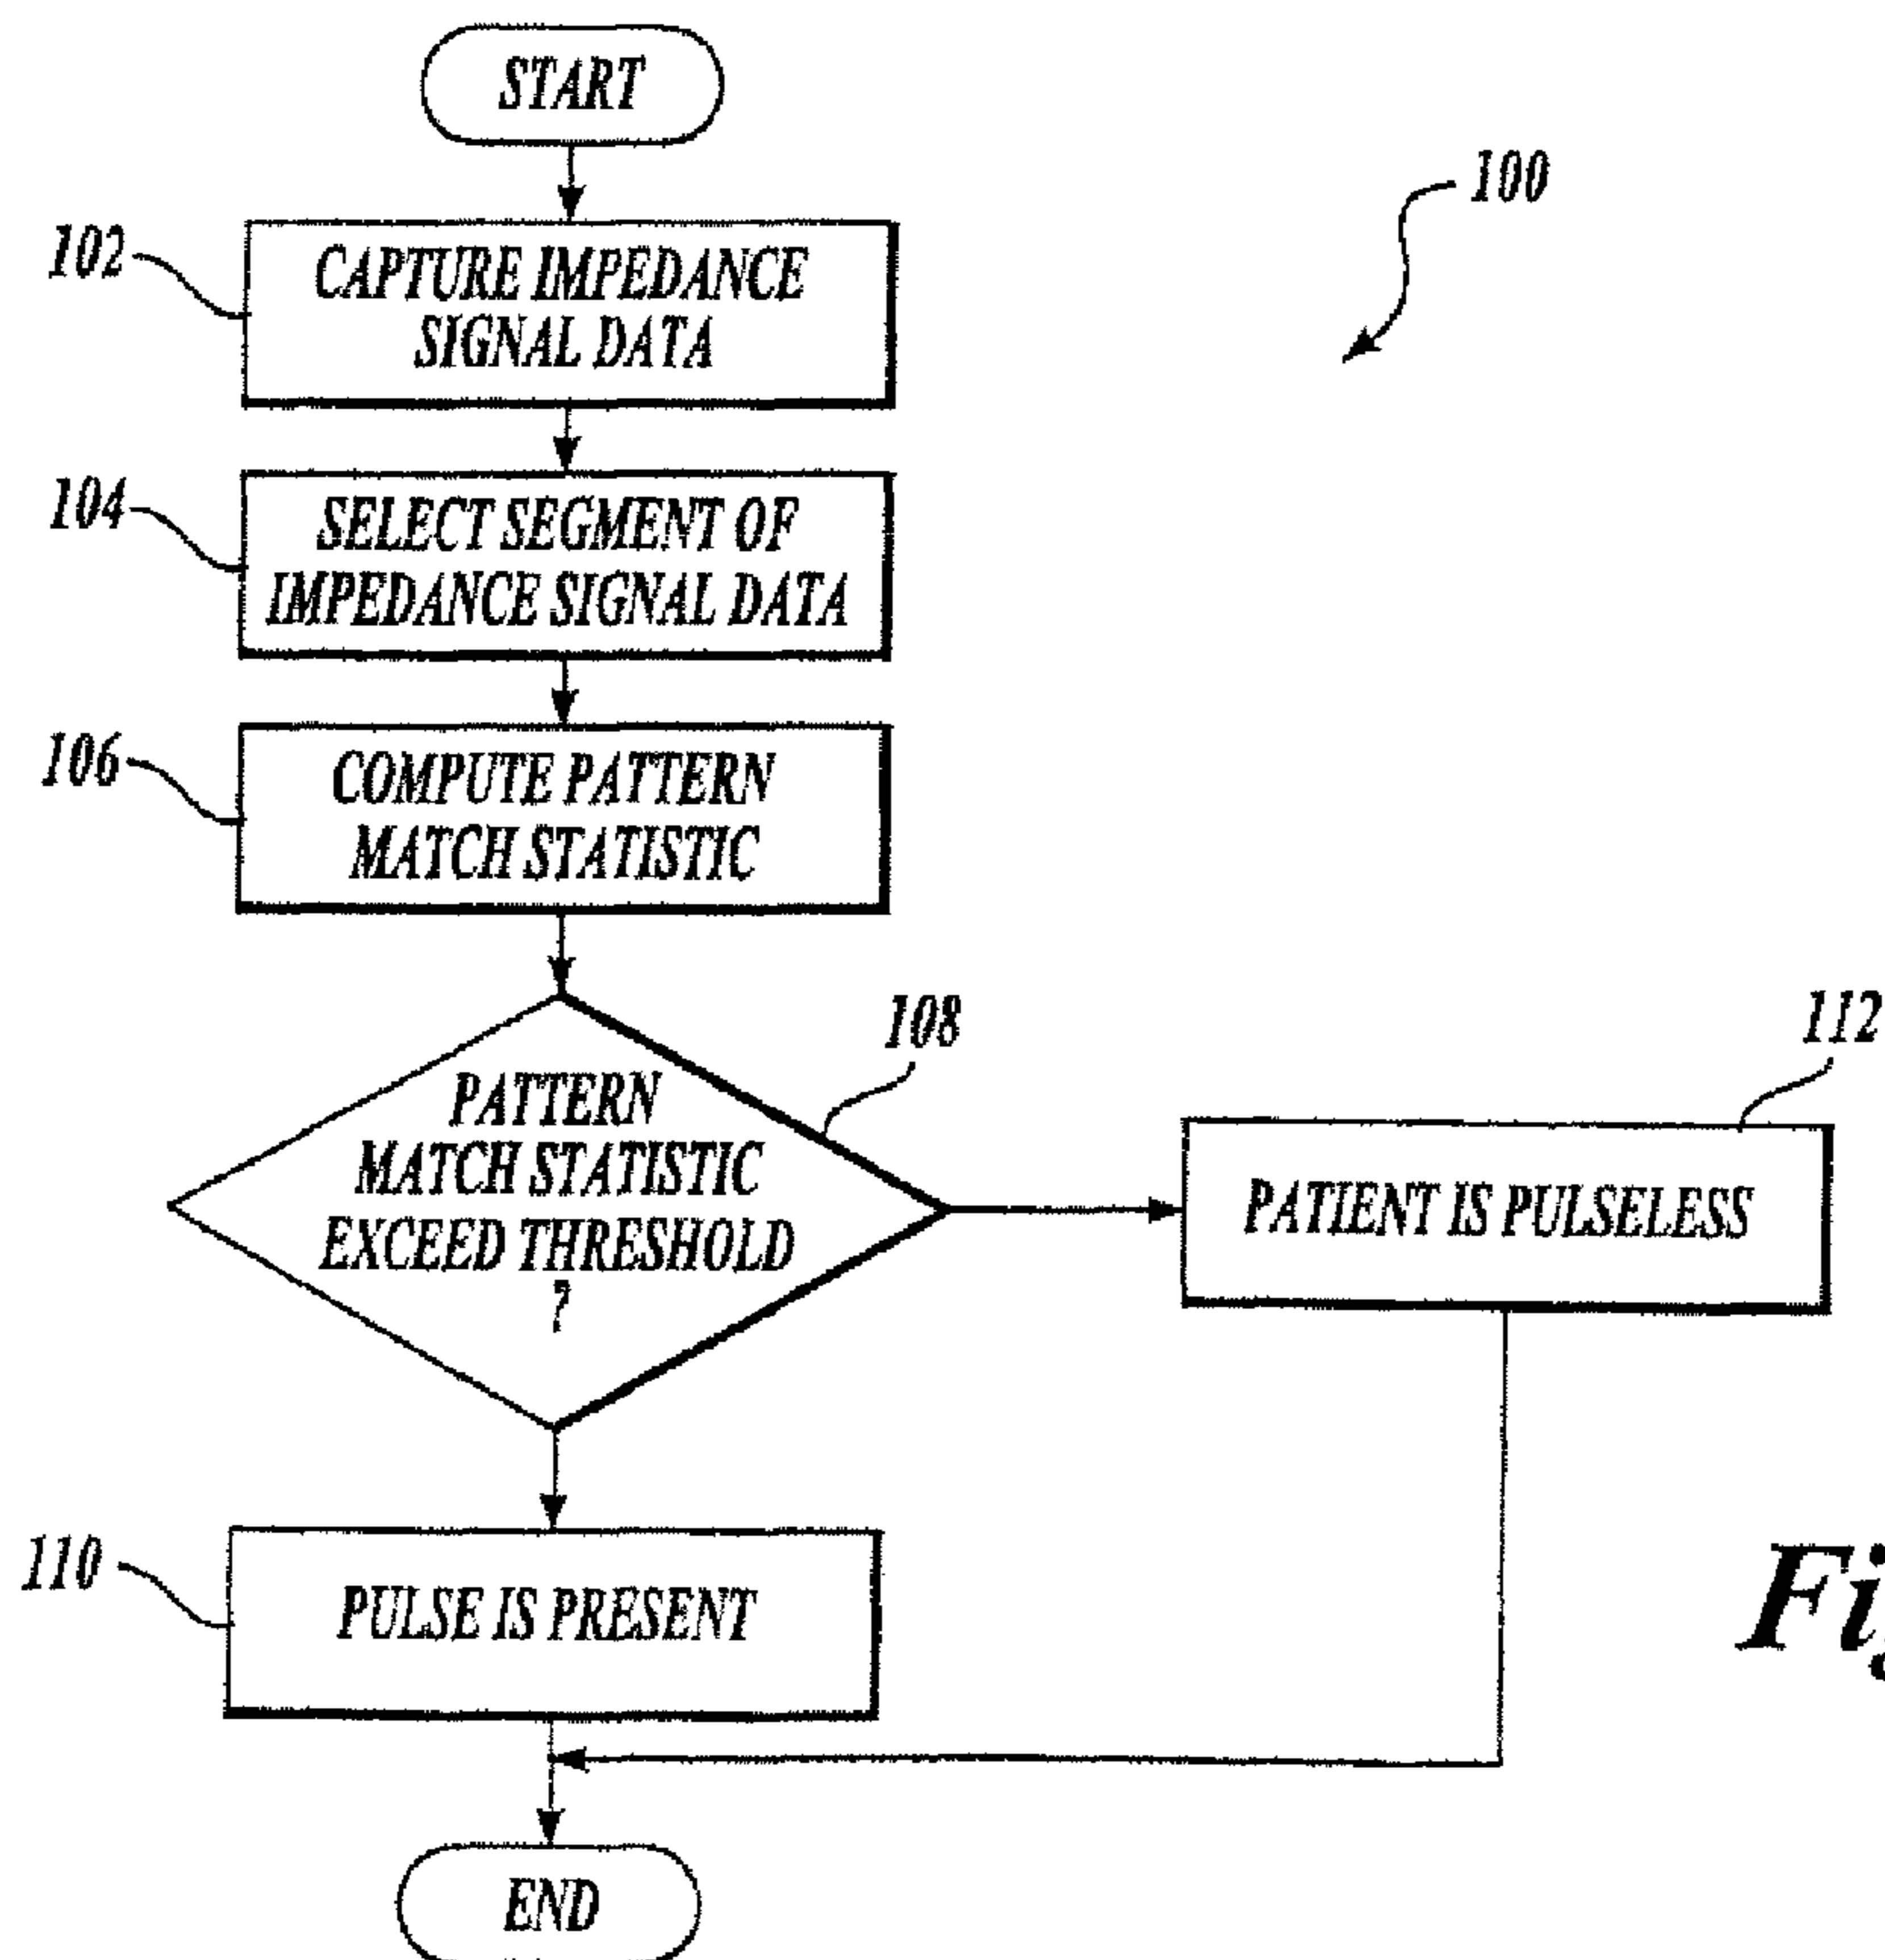 START
100
102
CAPTURE IMPEDANCE
SIGNAL DATA
104
SELECT SEGMENT OF
IMPEDANCE SIGNAL DATA
106
COMPUTE PATTERN
MATCH STATISTIC
108
PATTERN
MATCH STATISTIC
EXCEED THRESHOLD
?
112
PATIENT IS PULSELESS
110
PULSE IS PRESENT
END